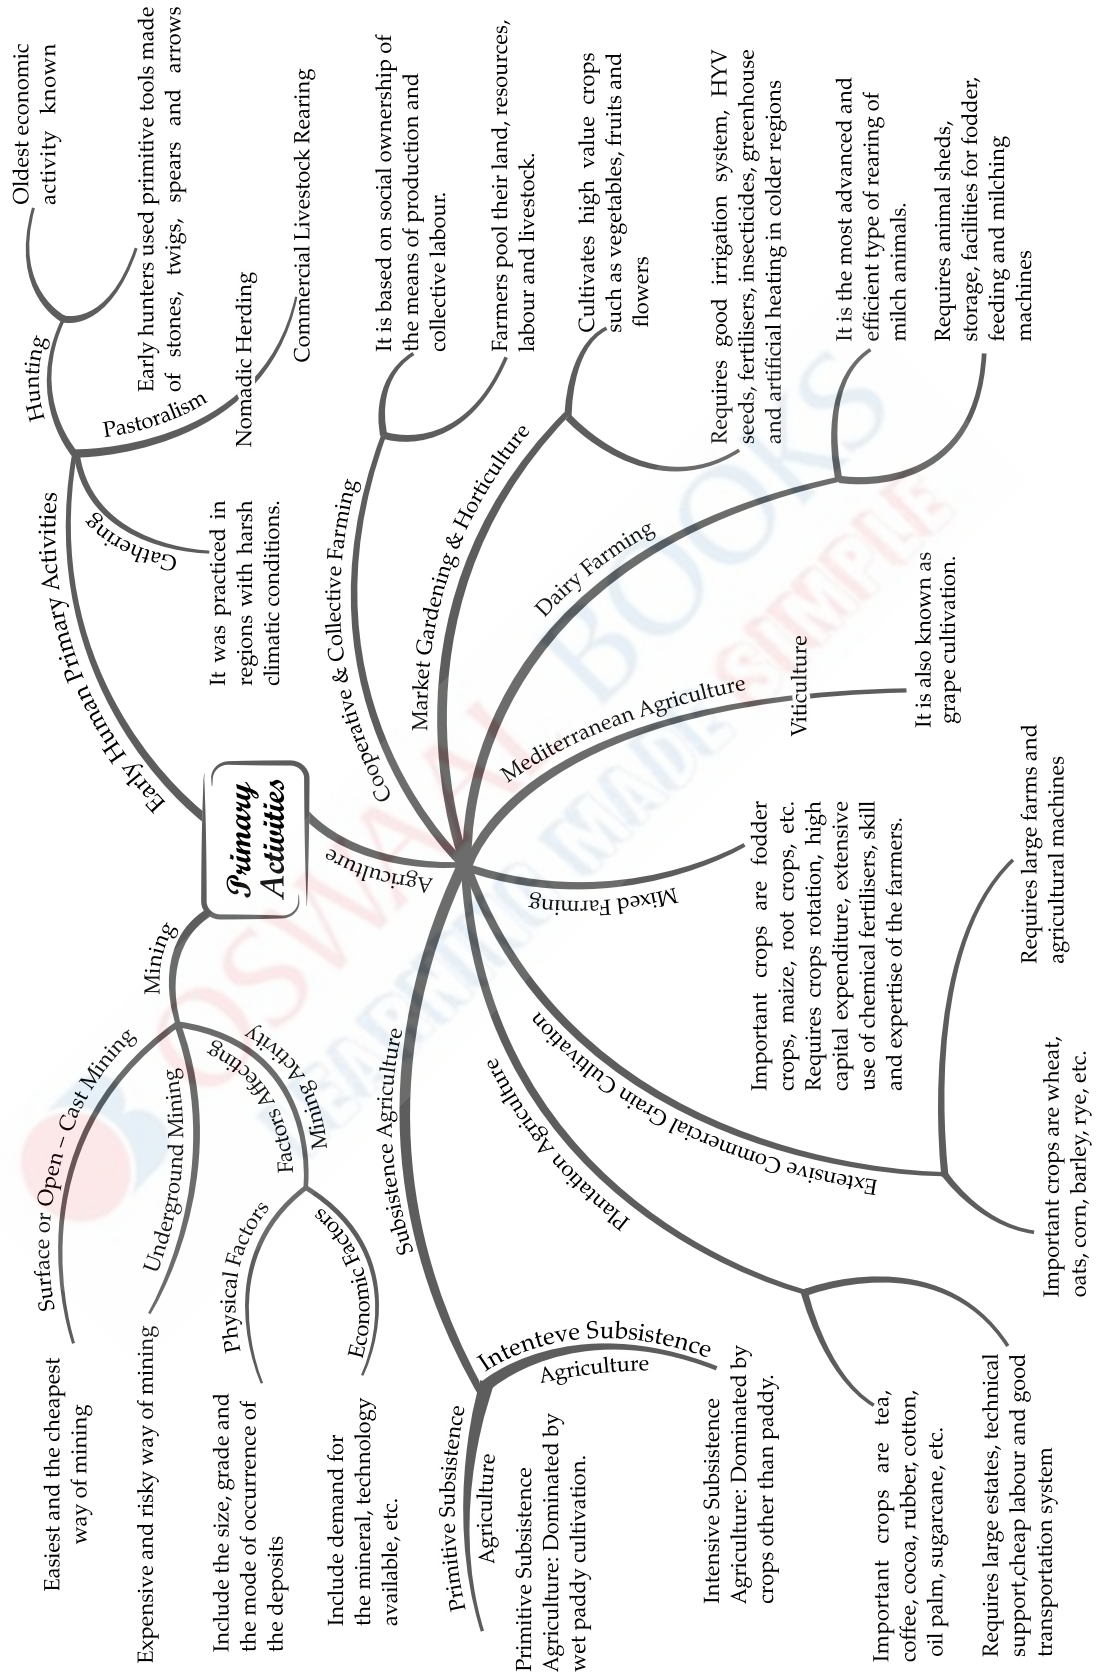 Primary
Activities
Early Human Primary Activities
Hunting
Oldest economic
activity known
Early hunters used primitive tools made
of stones, twigs, spears and arrows
Pastoralism
Nomadic Herding
Commercial Livestock Rearing
Gathering
It was practiced in
regions with harsh
climatic conditions.
Agriculture
Cooperative & Collective Farming
It is based on social ownership of
the means of production and
collective labour.
Farmers pool their land, resources,
labour and livestock.
Market Gardening & Horticulture
Cultivates high value crops
such as vegetables, fruits and
flowers
Requires good irrigation system, HYV
seeds, fertilisers, insecticides, greenhouse
and artificial heating in colder regions
Dairy Farming
It is the most advanced and
efficient type of rearing of
milch animals.
Requires animal sheds,
storage, facilities for fodder,
feeding and milching
machines
Mediterranean Agriculture
Viticulture
It is also known as
grape cultivation.
Mixed Farming
Important crops are fodder
crops, maize, root crops, etc.
Requires crops rotation, high
capital expenditure, extensive
use of chemical fertilisers, skill
and expertise of the farmers.
Extensive Commercial Grain Cultivation
Requires large farms and
agricultural machines
Important crops are wheat,
oats, corn, barley, rye, etc.
Plantation Agriculture
Important crops are tea,
coffee, cocoa, rubber, cotton,
oil palm, sugarcane, etc.
Requires large estates, technical
support,cheap labour and good
transportation system
Subsistence Agriculture
Intenteve Subsistence
Agriculture
Intensive Subsistence
Agriculture: Dominated by
crops other than paddy.
Primitive Subsistence
Agriculture
Primitive Subsistence
Agriculture: Dominated by
wet paddy cultivation.
Mining
Surface or Open – Cast Mining
Easiest and the cheapest
way of mining
Underground Mining
Expensive and risky way of mining
Factors Affecting
Mining Activity
Physical Factors
Include the size, grade and
the mode of occurrence of
the deposits
Economic Factors
Include demand for
the mineral, technology
available, etc.
OSWAAL BOOKS
LEARNING MADE SIMPLE